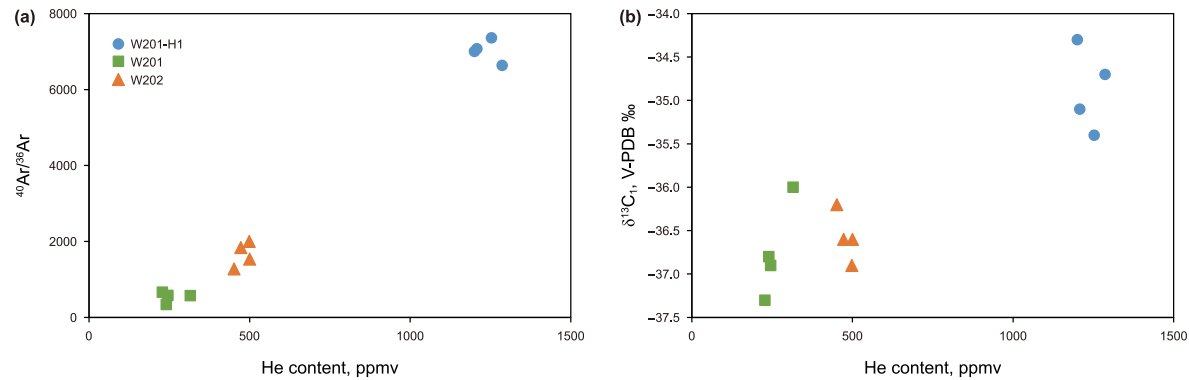 (a)
8000
6000
4000
2000
0
⁴⁰Ar/³⁶Ar
W201-H1
W201
W202
0 500 1000 1500
He content, ppmv
(b)
−34.0
−34.5
−35.0
−35.5
−36.0
−36.5
−37.0
−37.5
δ¹³C₁, V-PDB ‰
0 500 1000 1500
He content, ppmv